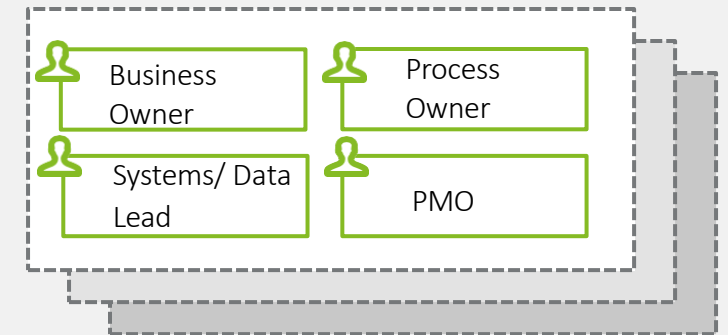 Business
Owner
Process
Owner
Systems/ Data
Lead
PMO